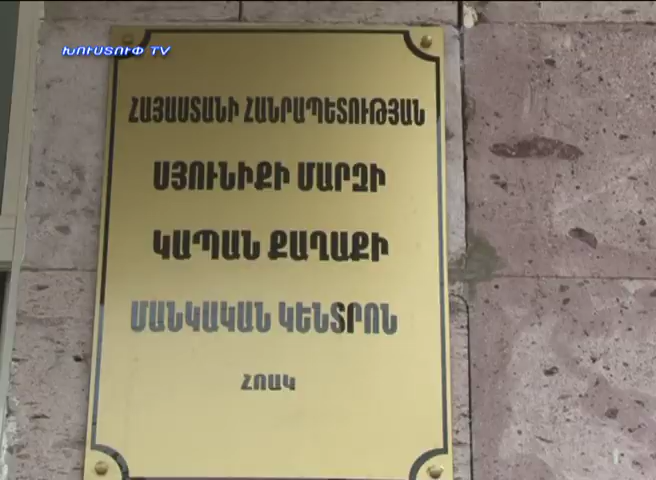 ԽՈՒՍՏՈՒՓ TV
ՀԱՅԱՍՏԱՆԻ ՀԱՆՐԱՊԵՏՈՒԹՅԱՆ
ՍՅՈՒՆԻՔԻ ՄԱՐԶԻ
ԿԱՊԱՆ ՔԱՂԱՔԻ
ՄԱՆԿԱԿԱՆ ԿԵՆՏՐՈՆ
ՀՈԱԿ